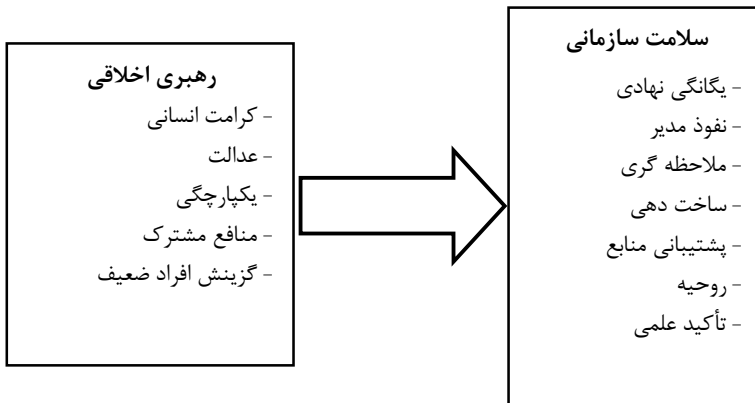 سلامت سازمانی
- یگانگی نهادی
- نفوذ مدیر
- ملاحظه گری
- ساخت دهی
- پشتیبانی منابع
- روحیه
- تأکید علمی
رهبری اخلاقی
- کرامت انسانی
- عدالت
- یکپارچگی
- منافع مشترک
- گزینش افراد ضعیف